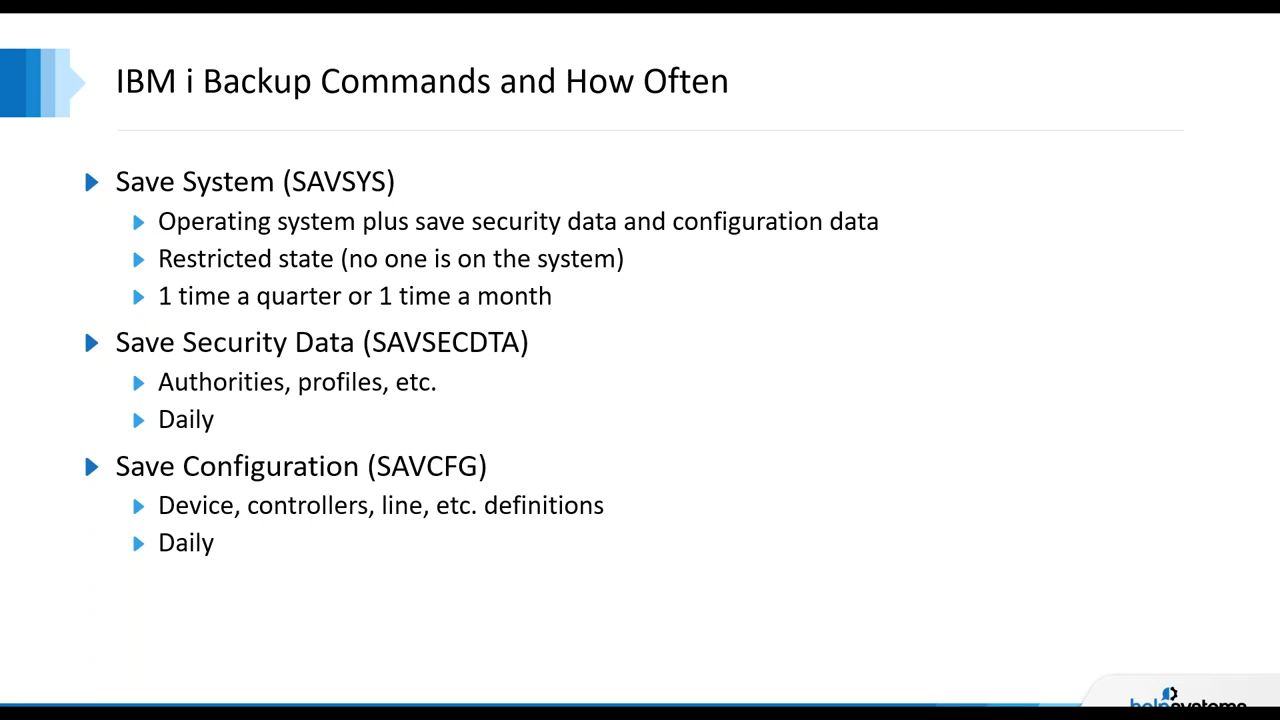 IBM i Backup Commands and How Often
Save System (SAVSYS)
Operating system plus save security data and configuration data
Restricted state (no one is on the system)
1 time a quarter or 1 time a month
Save Security Data (SAVSECDTA)
Authorities, profiles, etc.
Daily
Save Configuration (SAVCFG)
Device, controllers, line, etc. definitions
Daily
helpsystems